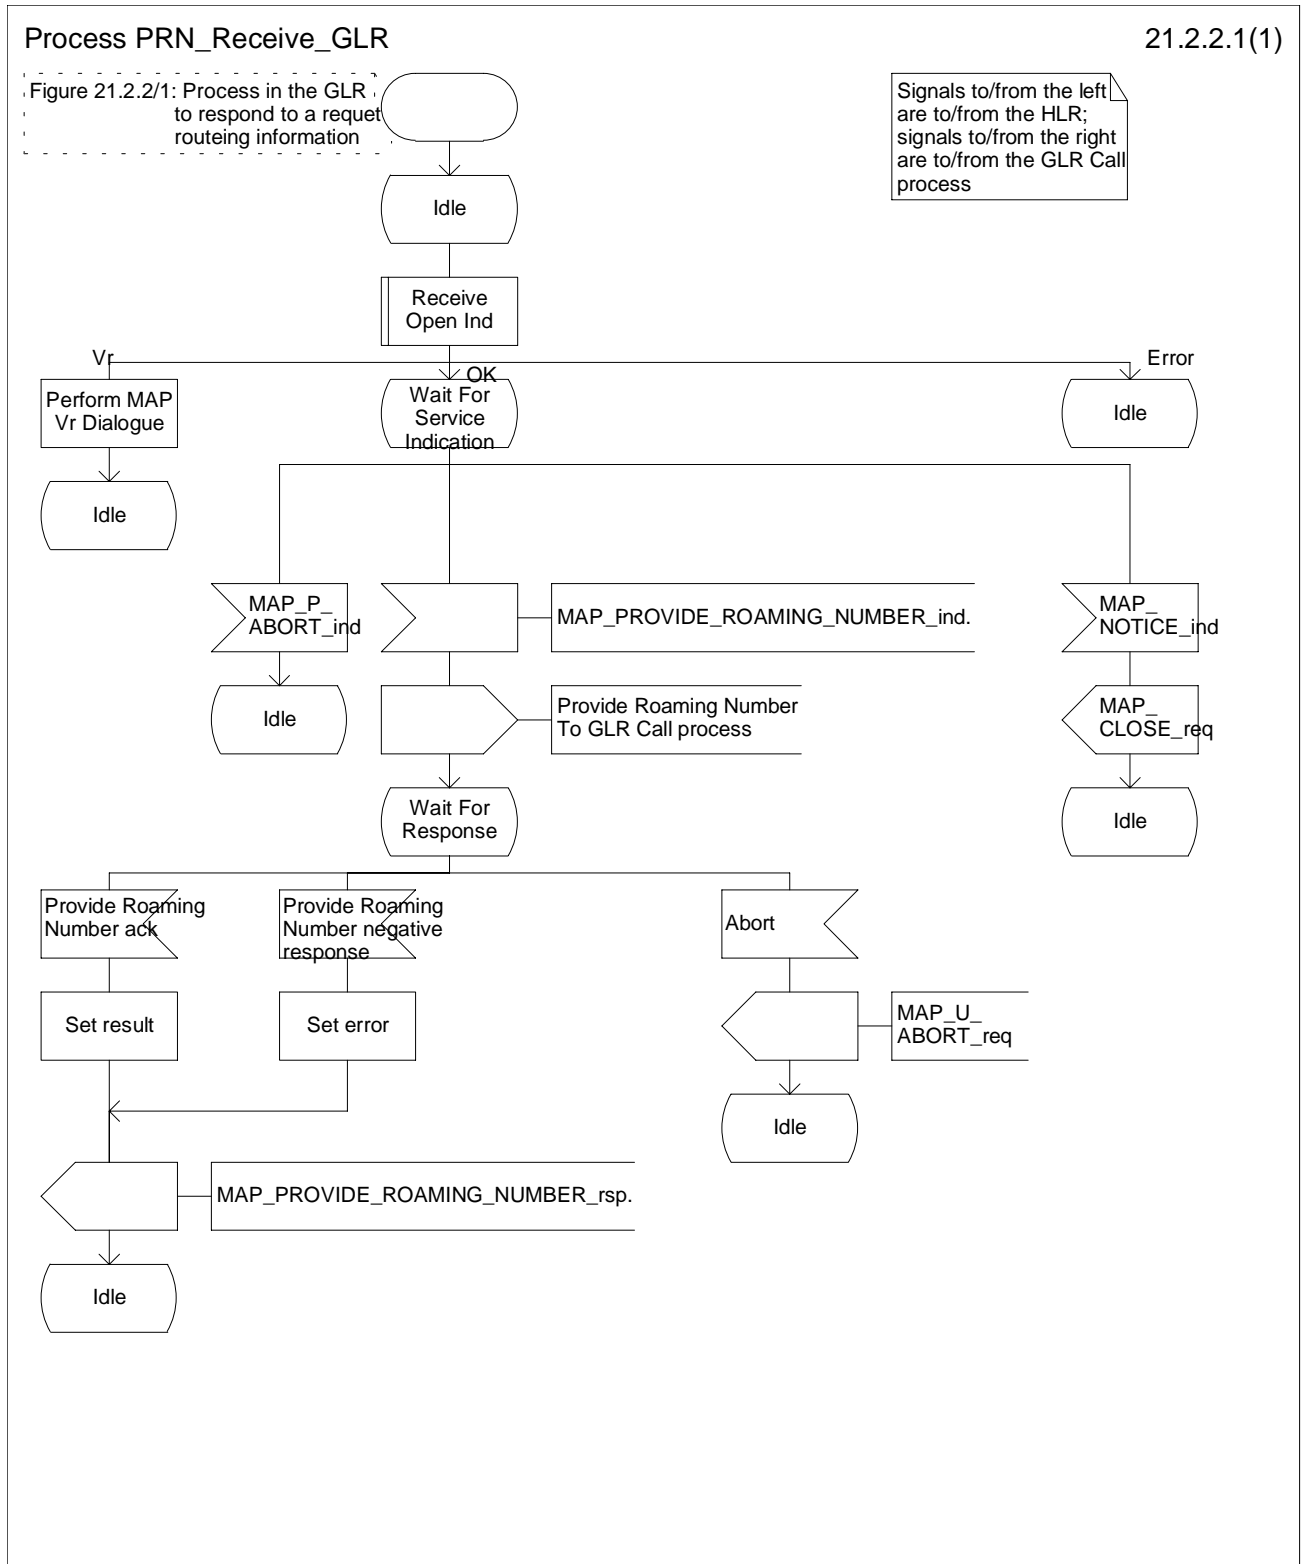 Process PRN_Receive_GLR
21.2.2.1(1)
Figure 21.2.2/1: Process in the GLR
to respond to a requet
routeing information
Signals to/from the left
are to/from the HLR;
signals to/from the right
are to/from the GLR Call
process
Idle
Receive
Open Ind
Vr
OK
Error
Perform MAP
Vr Dialogue
Wait For
Service
Indication
Idle
Idle
MAP_P_
ABORT_ind
MAP_PROVIDE_ROAMING_NUMBER_ind.
MAP_
NOTICE_ind
Idle
Provide Roaming Number
To GLR Call process
MAP_
CLOSE_req
Wait For
Response
Idle
Provide Roaming
Number ack
Provide Roaming
Number negative
response
Abort
Set result
Set error
MAP_U_
ABORT_req
Idle
MAP_PROVIDE_ROAMING_NUMBER_rsp.
Idle